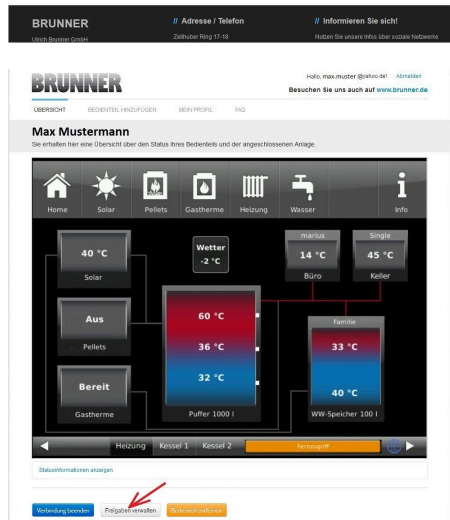 BRUNNER
Ulrich Brunner GmbH
// Adresse / Telefon
Zellhuber Ring 17-18
// Informieren Sie sich!
Nutzen Sie unsere Infos über soziale Netzwerke
BRUNNER
Hallo, max.muster @yahoo.de! Abmelden
Besuchen Sie uns auch auf www.brunner.de
ÜBERSICHT BEDIENTEIL HINZUFÜGEN MEIN PROFIL FAQ
Max Mustermann
Sie erhalten hier eine Übersicht über den Status Ihres Bedienteils und der angeschlossenen Anlage.
Home Solar Pellets Gastherme Heizung Wasser Info
40 °C
Solar
Wetter
-2 °C
marius
14 °C
Büro
Single
45 °C
Keller
Aus
Pellets
60 °C
36 °C
32 °C
Puffer 1000 l
Familie
33 °C
40 °C
WW-Speicher 100 l
Bereit
Gastherme
Heizung Kessel 1 Kessel 2 Fernzugriff
Statusinformationen anzeigen
Verbindung beenden Freigaben verwalten Bedienteil entfernen